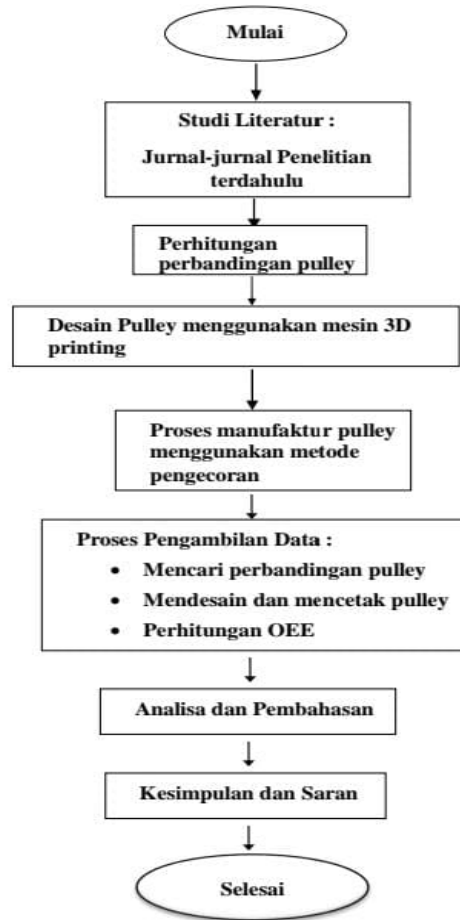 Mulai
Studi Literatur :
Jurnal-jurnal Penelitian
terdahulu
Perhitungan
perbandingan pulley
Desain Pulley menggunakan mesin 3D
printing
Proses manufaktur pulley
menggunakan metode
pengecoran
Proses Pengambilan Data :
• Mencari perbandingan pulley
• Mendesain dan mencetak pulley
• Perhitungan OEE
Analisa dan Pembahasan
Kesimpulan dan Saran
Selesai